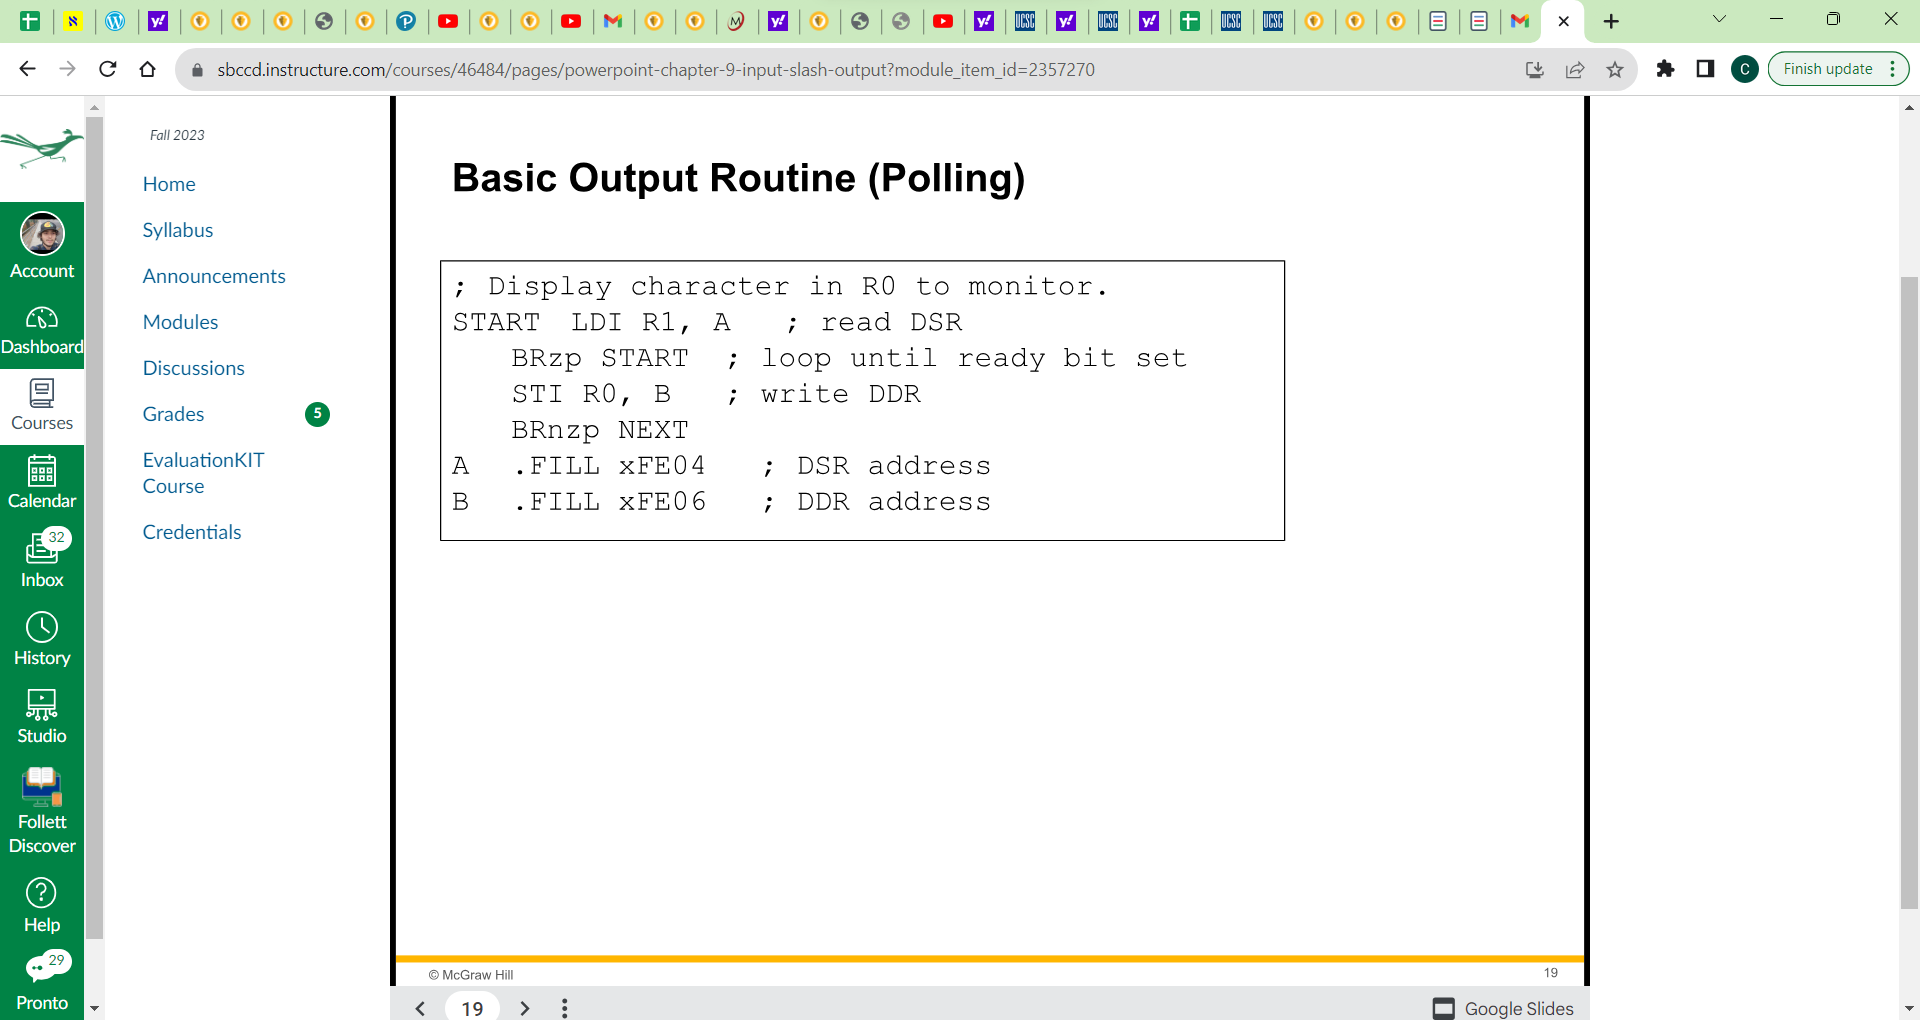 sbccd.instructure.com/courses/46484/pages/powerpoint-chapter-9-input-slash-output?module_item_id=2357270
C
Finish update
Fall 2023
Home
Syllabus
Announcements
Modules
Discussions
Grades 5
EvaluationKIT
Course
Credentials
Account
Dashboard
Courses
Calendar
32
Inbox
History
Studio
Follett
Discover
Help
29
Pronto
Basic Output Routine (Polling)
; Display character in R0 to monitor.
START LDI R1, A ; read DSR
BRzp START ; loop until ready bit set
STI R0, B ; write DDR
BRnzp NEXT
A .FILL xFE04 ; DSR address
B .FILL xFE06 ; DDR address
© McGraw Hill
19
19
Google Slides